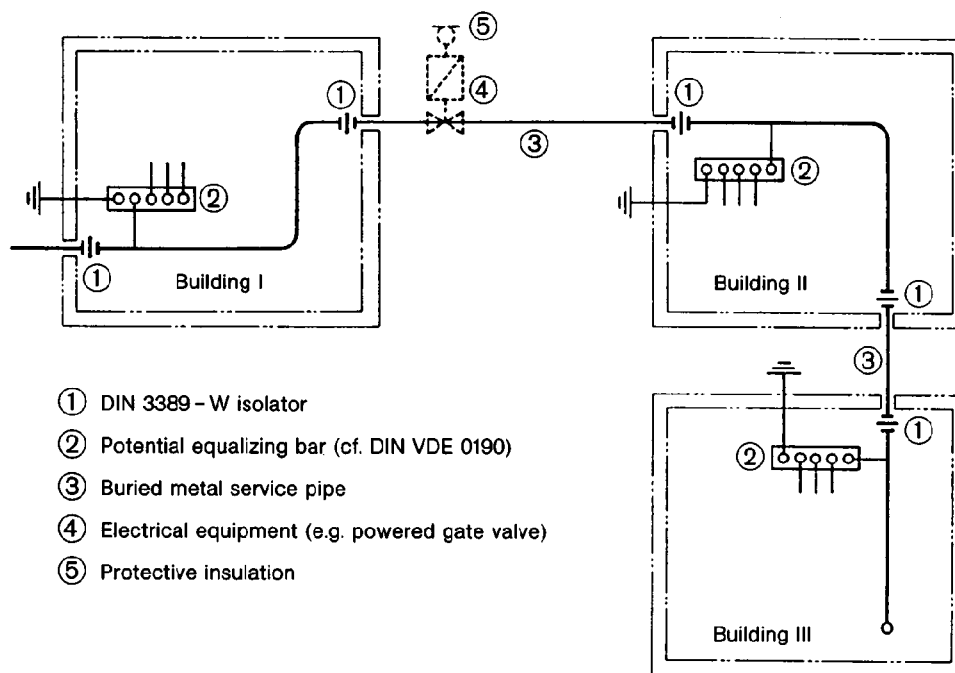 ⑤
④
①
①
③
②
②
①
Building I
Building II
①
③
① DIN 3389 – W isolator
② Potential equalizing bar (cf. DIN VDE 0190)
③ Buried metal service pipe
④ Electrical equipment (e.g. powered gate valve)
⑤ Protective insulation
①
②
Building III